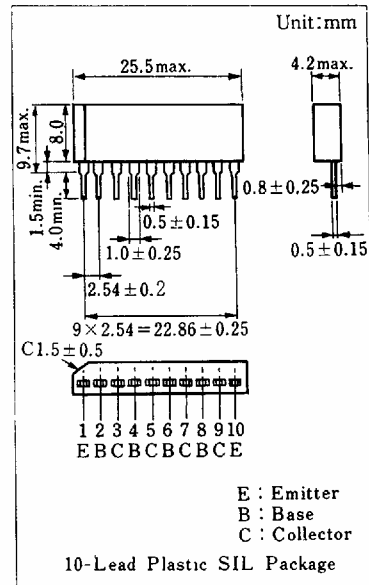 Unit:mm
25.5max.
4.2max.
9.7max.
8.0
1.5min.
4.0min.
0.8±0.25
0.5±0.15
1.0±0.25
0.5±0.15
2.54±0.2
9×2.54=22.86±0.25
C1.5±0.5
1 2 3 4 5 6 7 8 9 10
E B C B C B C B C E
E : Emitter
B : Base
C : Collector
10-Lead Plastic SIL Package